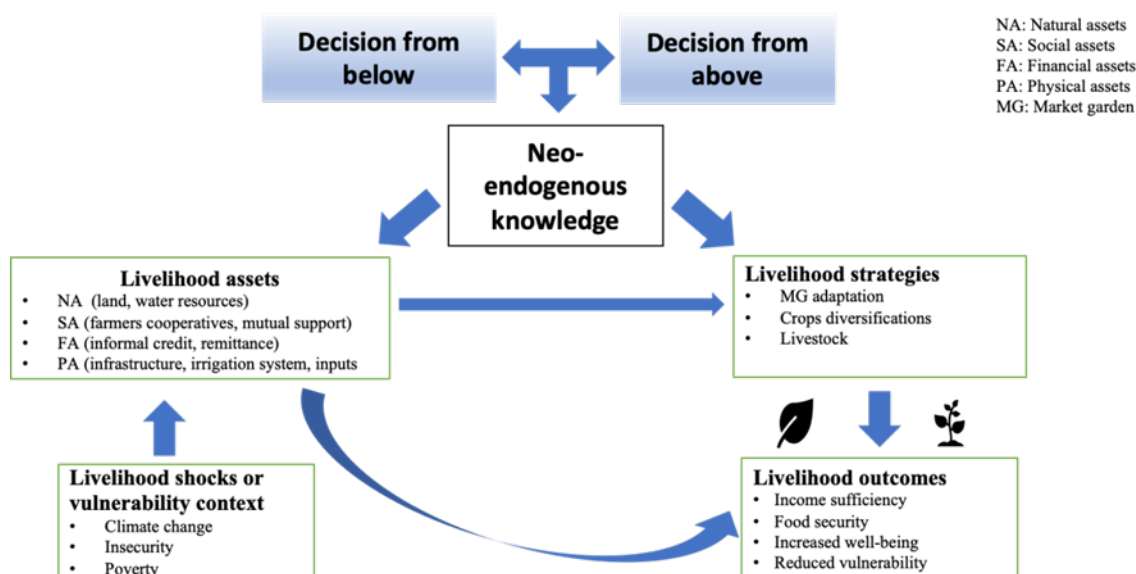 Decision from
below
Decision from
above
NA: Natural assets
SA: Social assets
FA: Financial assets
PA: Physical assets
MG: Market garden
Neo-
endogenous
knowledge
Livelihood assets
• NA (land, water resources)
• SA (farmers cooperatives, mutual support)
• FA (informal credit, remittance)
• PA (infrastructure, irrigation system, inputs
Livelihood strategies
• MG adaptation
• Crops diversifications
• Livestock
Livelihood shocks or
vulnerability context
• Climate change
• Insecurity
• Poverty
Livelihood outcomes
• Income sufficiency
• Food security
• Increased well-being
• Reduced vulnerability